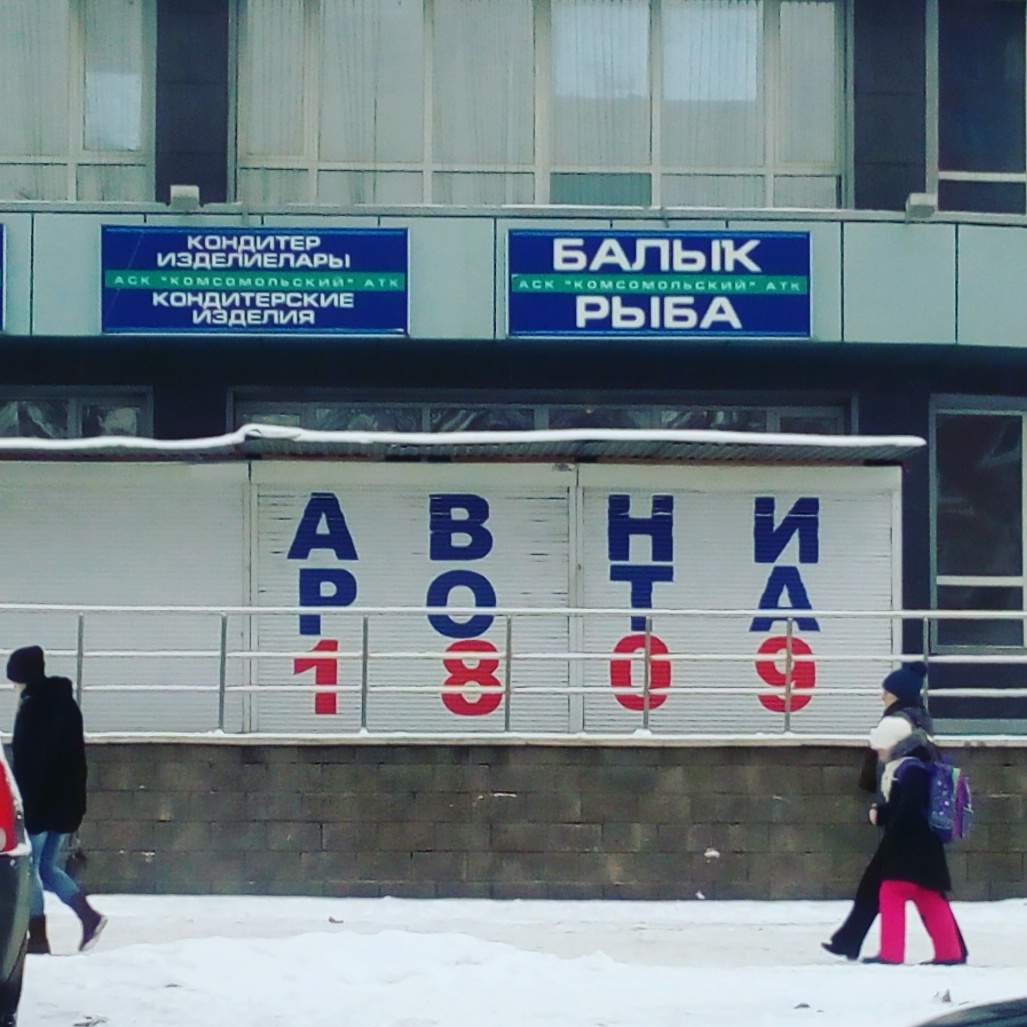 КОНДИТЕР
ИЗДЕЛИЕЛАРЫ
АСК "КОМСОМОЛЬСКИЙ" АТК
КОНДИТЕРСКИЕ
ИЗДЕЛИЯ
БАЛЫК
АСК "КОМСОМОЛЬСКИЙ" АТК
РЫБА
А В Н И
Р О Т А
1 8 0 9